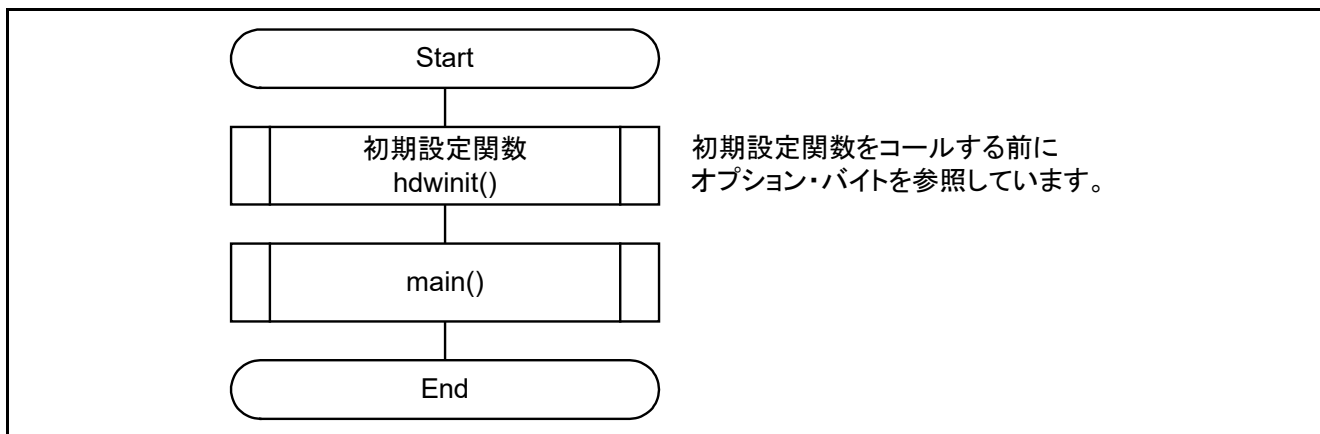 Start
初期設定関数
hdwinit()
初期設定関数をコールする前に
オプション・バイトを参照しています。
main()
End